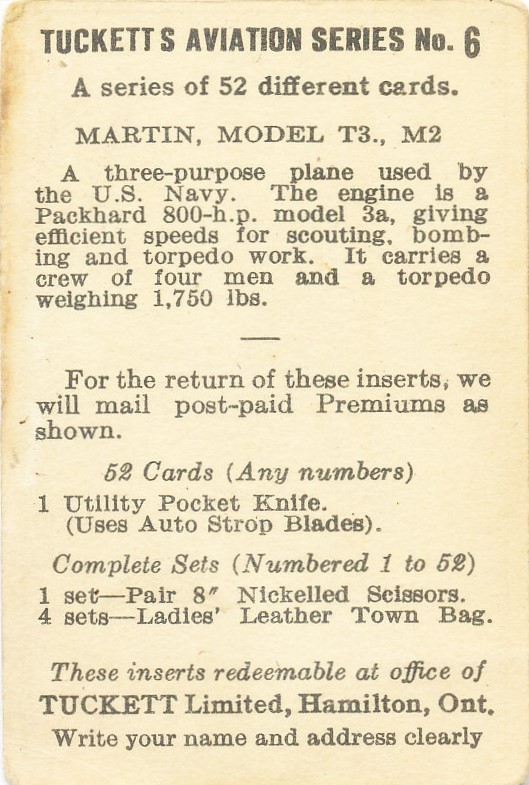 TUCKETTS AVIATION SERIES No. 6
A series of 52 different cards.
MARTIN, MODEL T3., M2
A three-purpose plane used by
the U.S. Navy. The engine is a
Packhard 800-h.p. model 3a, giving
efficient speeds for scouting, bomb-
ing and torpedo work. It carries a
crew of four men and a torpedo
weighing 1,750 lbs.
For the return of these inserts, we
will mail post-paid Premiums as
shown.
52 Cards (Any numbers)
1 Utility Pocket Knife.
(Uses Auto Strop Blades).
Complete Sets (Numbered 1 to 52)
1 set—Pair 8" Nickelled Scissors.
4 sets—Ladies' Leather Town Bag.
These inserts redeemable at office of
TUCKETT Limited, Hamilton, Ont.
Write your name and address clearly